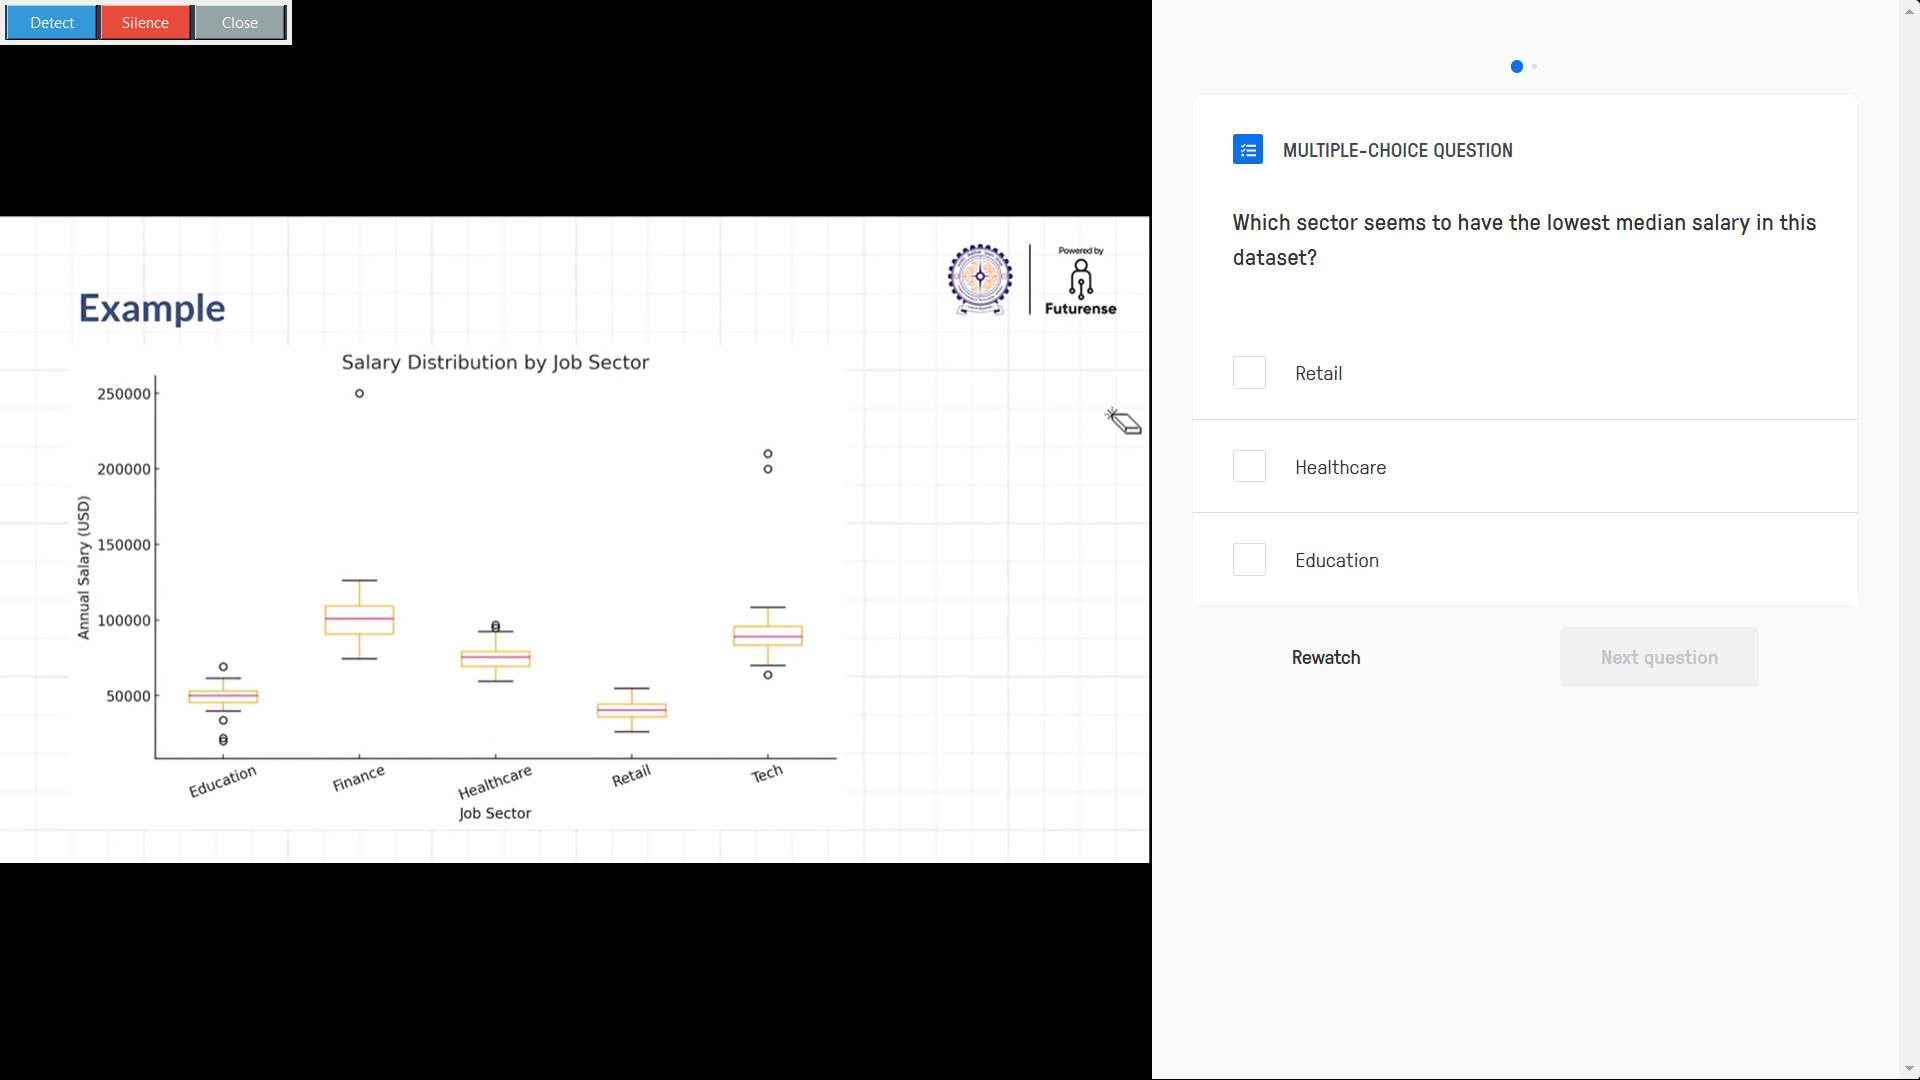 Detect Silence Close
Powered by
Futurense
Example
Salary Distribution by Job Sector
250000
200000
150000
100000
50000
Annual Salary (USD)
Education Finance Healthcare Retail Tech
Job Sector
MULTIPLE-CHOICE QUESTION
Which sector seems to have the lowest median salary in this
dataset?
Retail
Healthcare
Education
Rewatch Next question